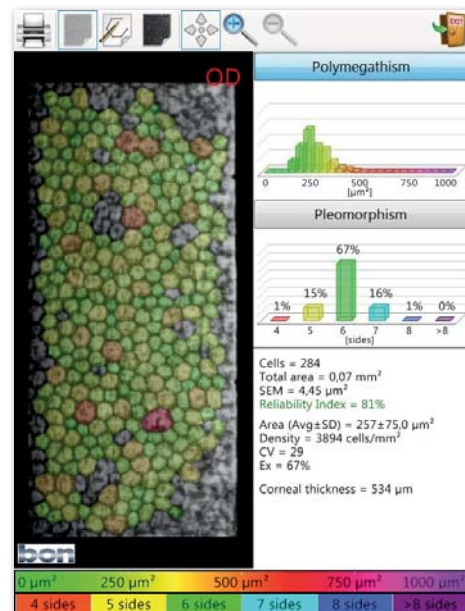 EXIT
OD
Polymegathism
0 250 500 750 1000
[µm²]
Pleomorphism
1% 15% 67% 16% 1% 0%
4 5 6 7 8 >8
[sides]
Cells = 284
Total area = 0,07 mm²
SEM = 4,45 µm²
Reliability Index = 81%
Area (Avg±SD) = 257±75,0 µm²
Density = 3894 cells/mm²
CV = 29
Ex = 67%
Corneal thickness = 534 µm
bon
0 µm² 250 µm² 500 µm² 750 µm² 1000 µm²
4 sides 5 sides 6 sides 7 sides 8 sides >8 sides